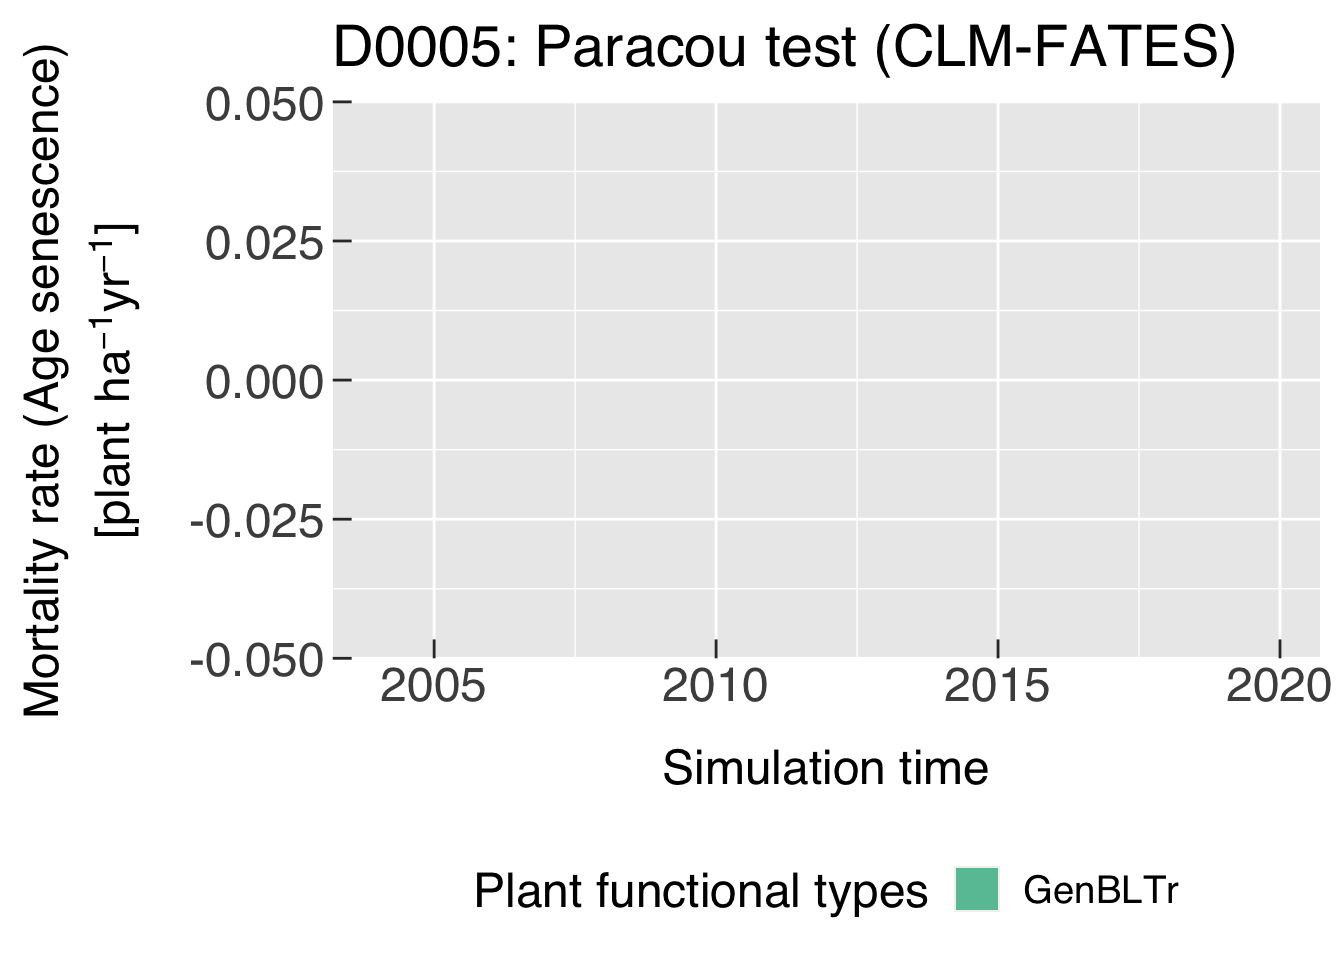 D0005: Paracou test (CLM-FATES)
Mortality rate (Age senescence)
[plant ha⁻¹yr⁻¹]
0.050
0.025
0.000
-0.025
-0.050
2005 2010 2015 2020
Simulation time
Plant functional types GenBLTr